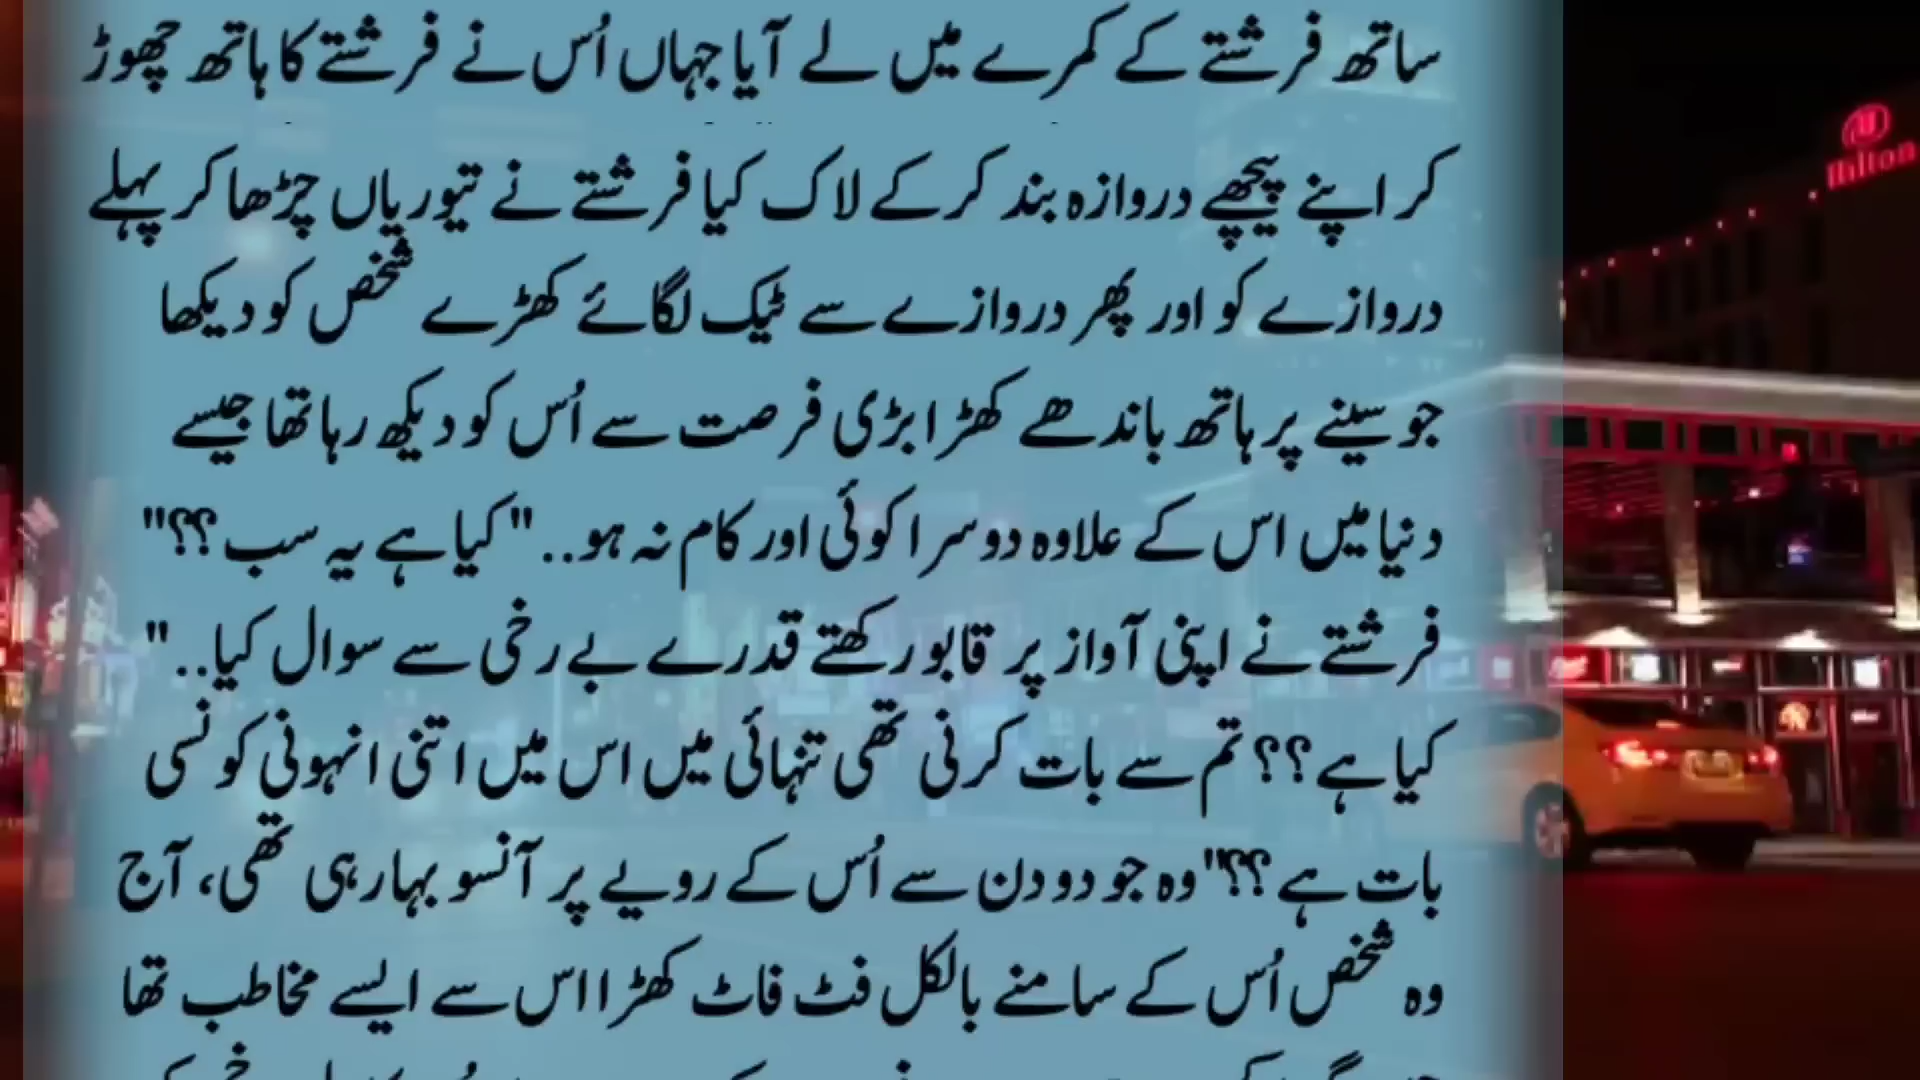 ساتھ فرشتے کے کمرے میں لے آیا جہاں اُس نے فرشتے کا ہاتھ چھوڑ
کر اپنے پیچھے دروازہ بند کر کے لاک کیا فرشتے نے تیوریاں چڑھا کر پہلے
دروازے کو اور پھر دروازے سے ٹیک لگائے کھڑے شخص کو دیکھا
جو سینے پر ہاتھ باندھے کھڑا بڑی فرصت سے اُس کو دیکھ رہا تھا جیسے
دنیا میں اس کے علاوہ دوسرا کوئی اور کام نہ ہو.. "کیا ہے یہ سب؟؟"
فرشتے نے اپنی آواز پر قابو رکھتے قدرے بے رخی سے سوال کیا.. "
کیا ہے؟؟ تم سے بات کرنی تھی تنہائی میں اس میں اتنی انہونی کونسی
بات ہے؟؟" وہ جو دو دن سے اُس کے رویے پر آنسو بہا رہی تھی، آج
وہ شخص اُس کے سامنے بالکل فٹ فاٹ کھڑا اس سے ایسے مخاطب تھا
Hilton